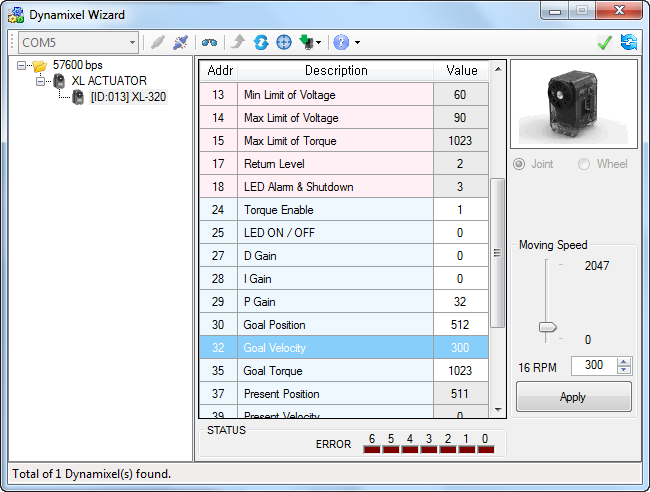 Dynamixel Wizard
COM5
57600 bps
XL ACTUATOR
[ID:013] XL-320
Addr Description Value
13 Min Limit of Voltage 60
14 Max Limit of Voltage 90
15 Max Limit of Torque 1023
17 Return Level 2
18 LED Alarm & Shutdown 3
24 Torque Enable 1
25 LED ON / OFF 0
27 D Gain 0
28 I Gain 0
29 P Gain 32
30 Goal Position 512
32 Goal Velocity 300
35 Goal Torque 1023
37 Present Position 511
39 Present Velocity 0
Joint Wheel
Moving Speed
2047
0
16 RPM 300
Apply
STATUS
ERROR 6 5 4 3 2 1 0
Total of 1 Dynamixel(s) found.